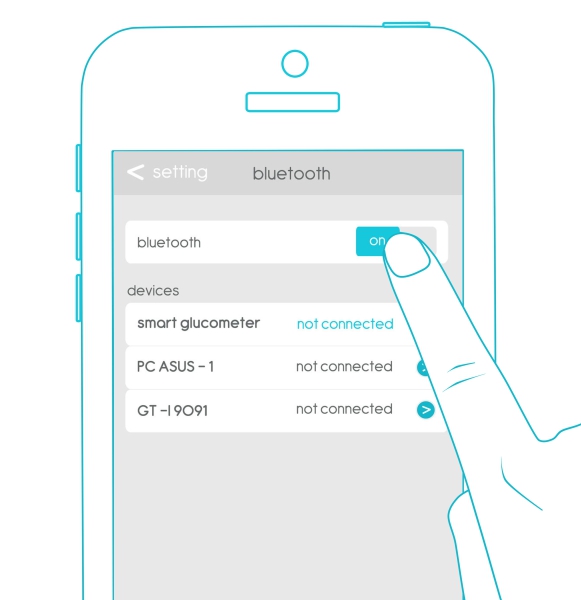 < setting bluetooth
bluetooth on
devices
smart glucometer not connected
PC ASUS - 1 not connected
GT -I 9091 not connected >